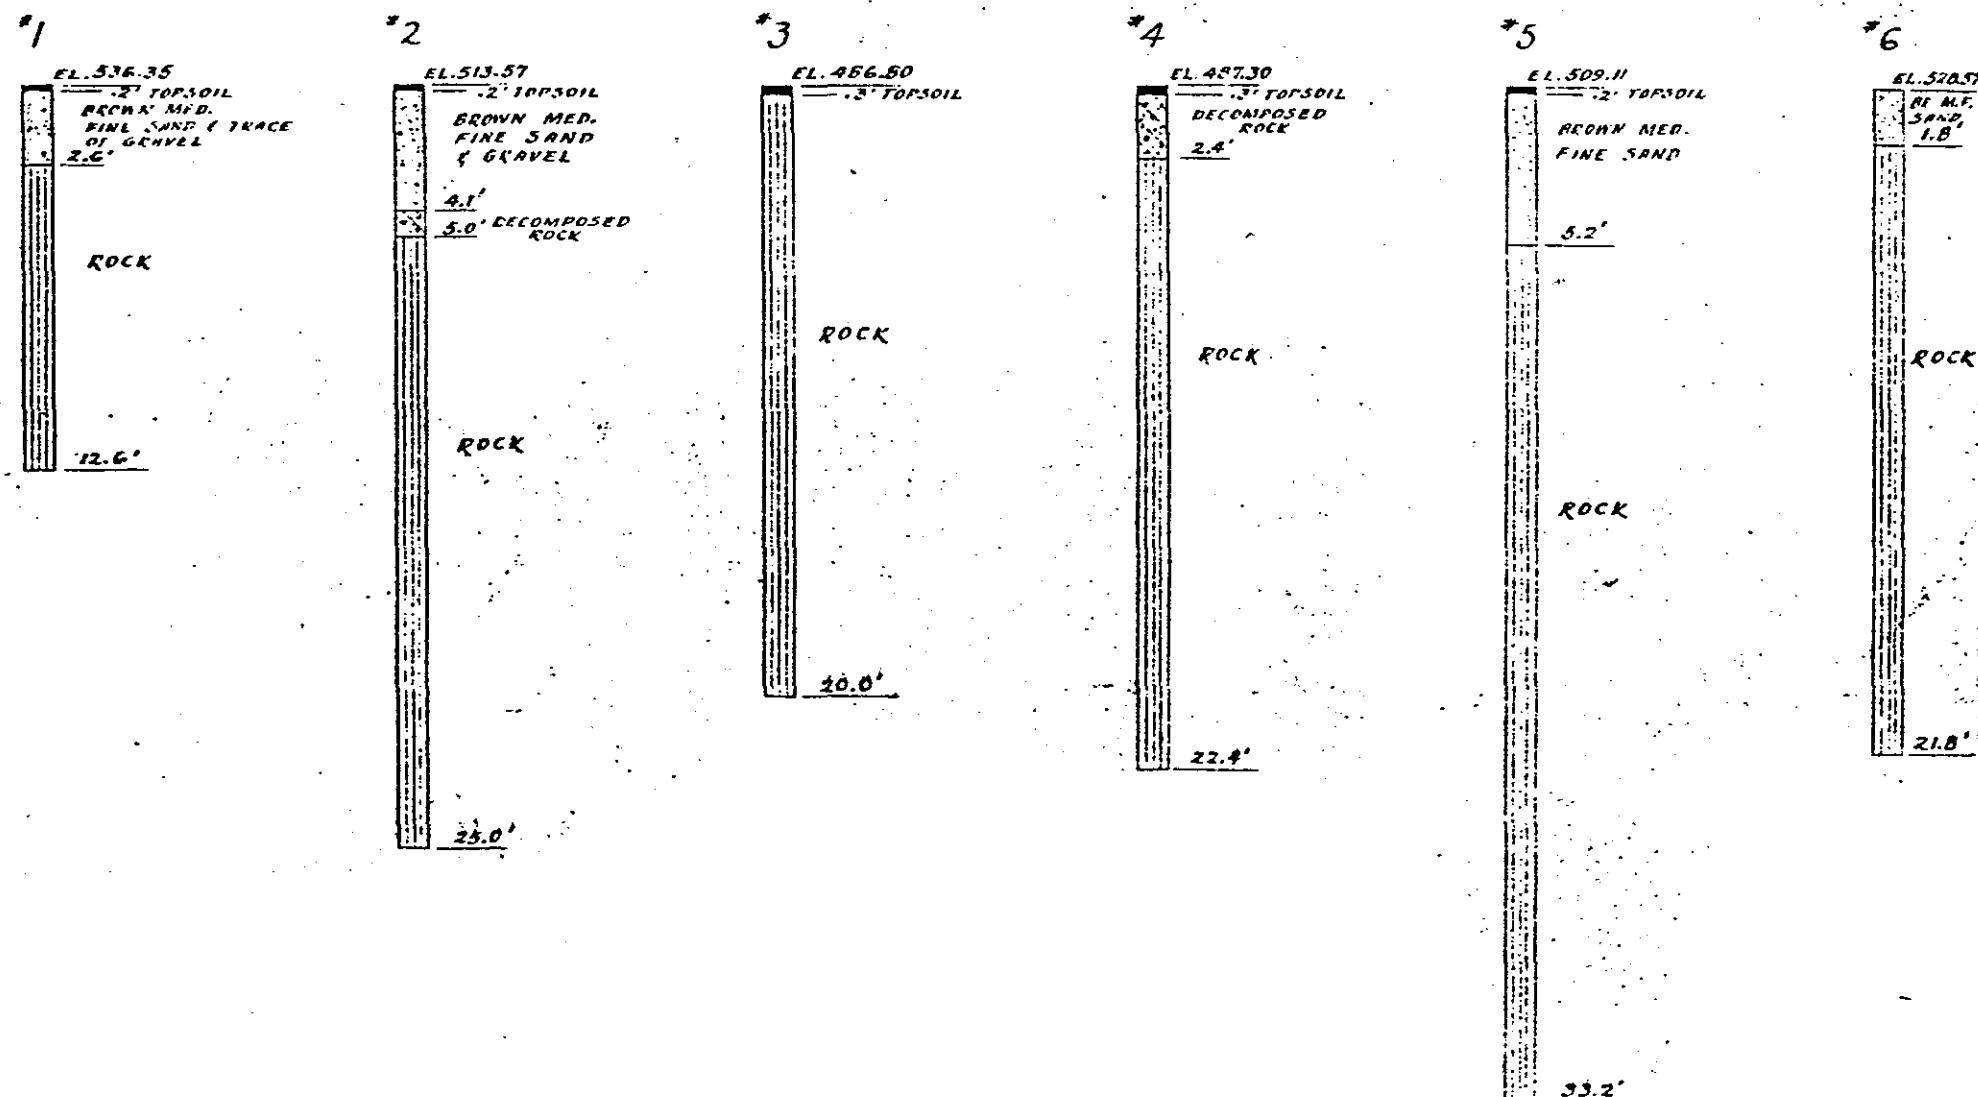 #1
EL. 536.35
.2' TOPSOIL
BROWN MED.
FINE SAND & TRACE
OF GRAVEL
2.6'
ROCK
12.6'
#2
EL. 513.57
.2' TOPSOIL
BROWN MED.
FINE SAND
& GRAVEL
4.1'
5.0' DECOMPOSED
ROCK
ROCK
25.0'
#3
.3' TOPSOIL
ROCK
20.0'
#4
EL. 487.30
.3' TOPSOIL
DECOMPOSED
ROCK
2.4'
ROCK
22.4'
#5
EL. 509.11
.2' TOPSOIL
BROWN MED.
FINE SAND
5.2'
ROCK
33.2'
#6
M.F.
SAND
1.8'
ROCK
21.8'